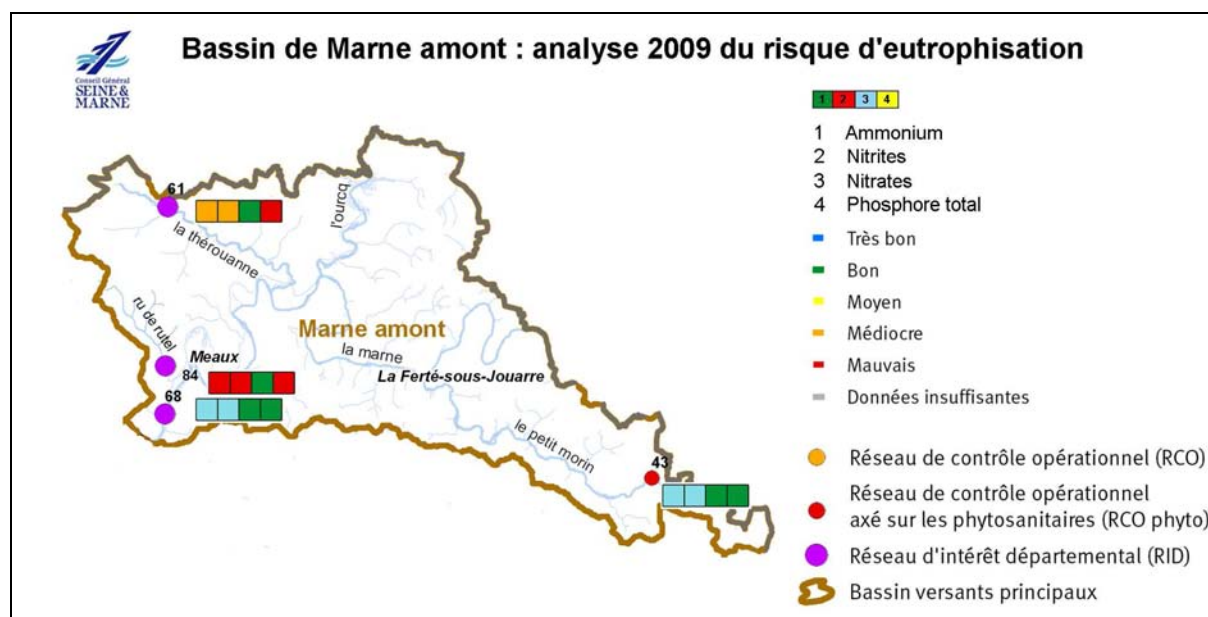 Bassin de Marne amont : analyse 2009 du risque d'eutrophisation
Conseil Général
SEINE &
MARNE
1 2 3 4
1 Ammonium
2 Nitrites
3 Nitrates
4 Phosphore total
Très bon
Bon
Moyen
Médiocre
Mauvais
Données insuffisantes
Réseau de contrôle opérationnel (RCO)
Réseau de contrôle opérationnel
axé sur les phytosanitaires (RCO phyto)
Réseau d'intérêt départemental (RID)
Bassin versants principaux
61
la thérouanne
l'ourcq
ru de rutel
Marne amont
la marne
Meaux
84
La Ferté-sous-Jouarre
68
le petit morin
43